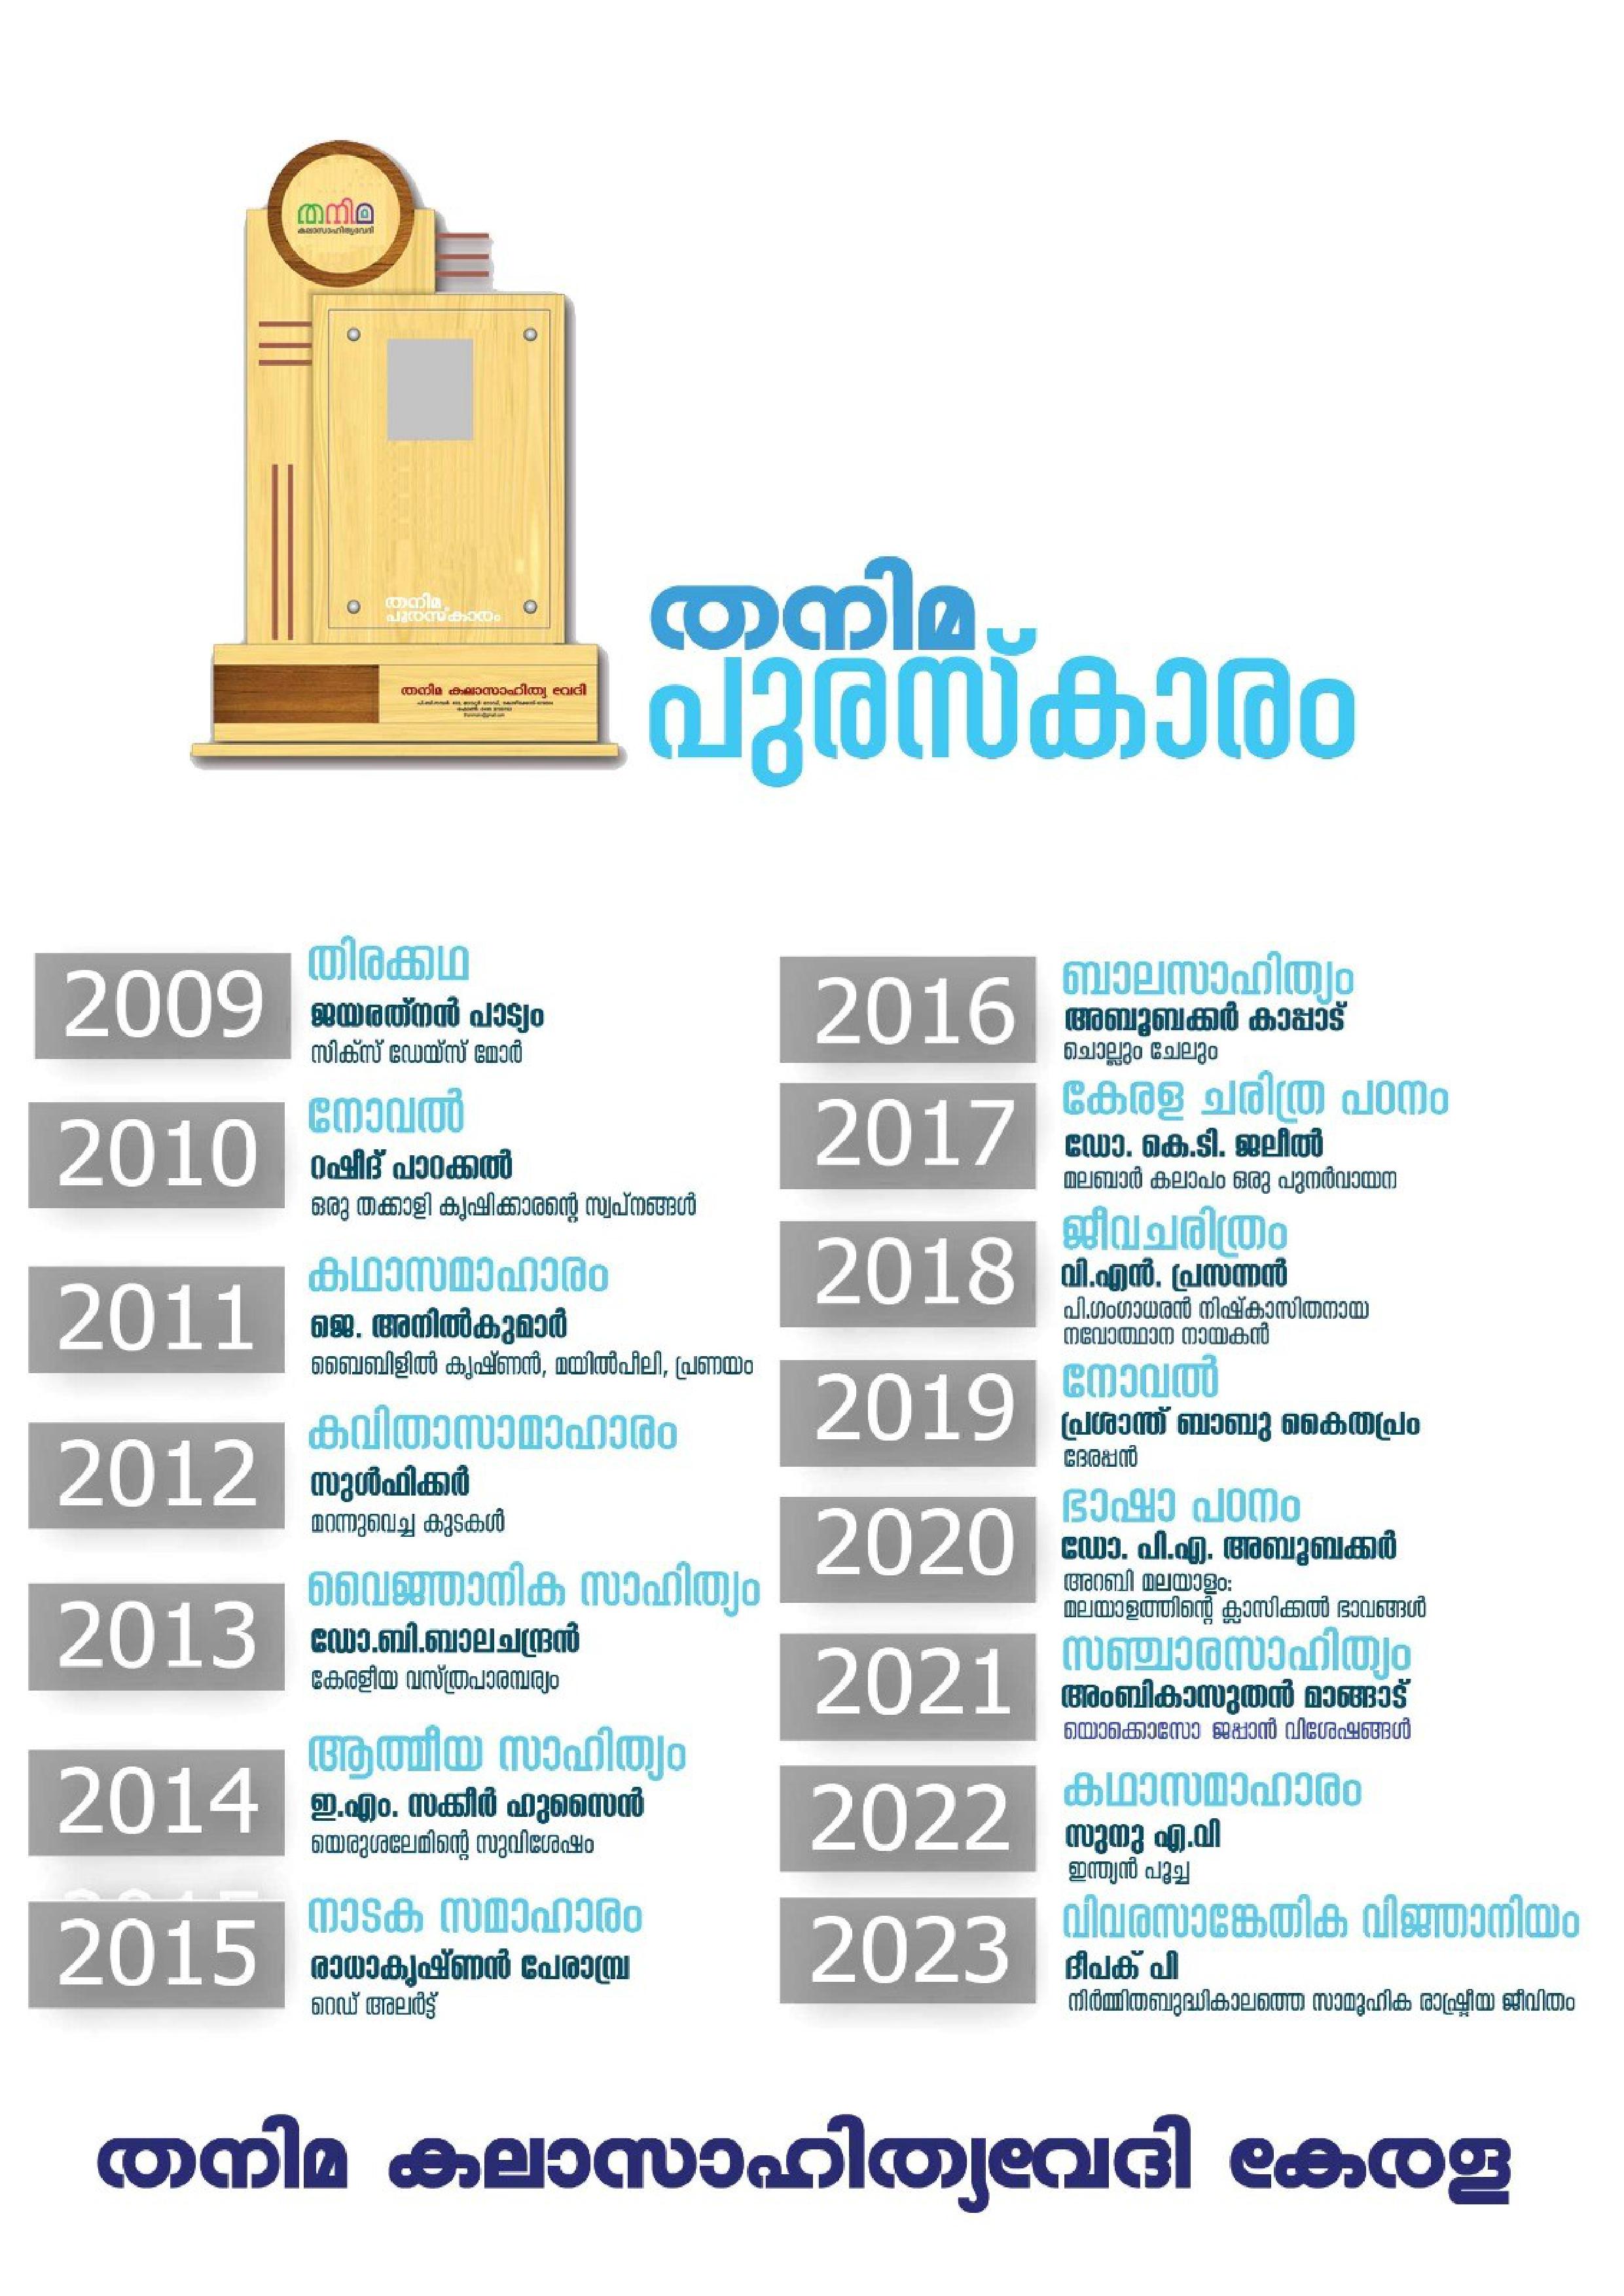 തനിമ
കലാസാഹിത്യവേദി
തനിമ
പുരസ്കാരം
തനിമ കലാസാഹിത്യ വേദി
തനിമ
പുരസ്കാരം
2009
തിരക്കഥ
ജയരത്നൻ പാട്യം
സിക്സ് ഡേയ്സ് മോർ
2010
നോവൽ
റഷീദ് പാറക്കൽ
ഒരു തക്കാളി കൃഷിക്കാരന്റെ സ്വപ്നങ്ങൾ
2011
കഥാസമാഹാരം
ജെ. അനിൽകുമാർ
ബൈബിളിൽ കൃഷ്ണൻ, മയിൽപീലി, പ്രണയം
2012
കവിതാസാമാഹാരം
സുൾഫിക്കർ
മറന്നുവെച്ച കുടകൾ
2013
വൈജ്ഞാനിക സാഹിത്യം
ഡോ.ബി.ബാലചന്ദ്രൻ
കേരളീയ വസ്ത്രപാരമ്പര്യം
2014
ആത്മീയ സാഹിത്യം
ഇ.എം. സക്കീർ ഹുസൈൻ
യെരുശലേമിന്റെ സുവിശേഷം
2015
നാടക സമാഹാരം
രാധാകൃഷ്ണൻ പേരാമ്പ്ര
റെഡ് അലർട്ട്
2016
ബാലസാഹിത്യം
അബൂബക്കർ കാപ്പാട്
ചൊല്ലും ചേലും
2017
കേരള ചരിത്ര പഠനം
ഡോ. കെ.ടി. ജലീൽ
മലബാർ കലാപം ഒരു പുനർവായന
2018
ജീവചരിത്രം
വി.എൻ. പ്രസന്നൻ
പി.ഗംഗാധരൻ നിഷ്കാസിതനായ
നവോത്ഥാന നായകൻ
2019
നോവൽ
പ്രശാന്ത് ബാബു കൈതപ്രം
ദേരപ്പൻ
2020
ഭാഷാ പഠനം
ഡോ. പി.എ. അബൂബക്കർ
അറബി മലയാളം:
മലയാളത്തിന്റെ ക്ലാസിക്കൽ ഭാവങ്ങൾ
2021
സഞ്ചാരസാഹിത്യം
അംബികാസുതൻ മാങ്ങാട്
യൊക്കൊസോ ജപ്പാൻ വിശേഷങ്ങൾ
2022
കഥാസമാഹാരം
സുനു എ.വി
ഇന്ത്യൻ പൂച്ച
2023
വിവരസാങ്കേതിക വിജ്ഞാനിയം
ദീപക് പി
നിർമ്മിതബുദ്ധികാലത്തെ സാമൂഹിക രാഷ്ട്രീയ ജീവിതം
തനിമ കലാസാഹിത്യവേദി കേരള